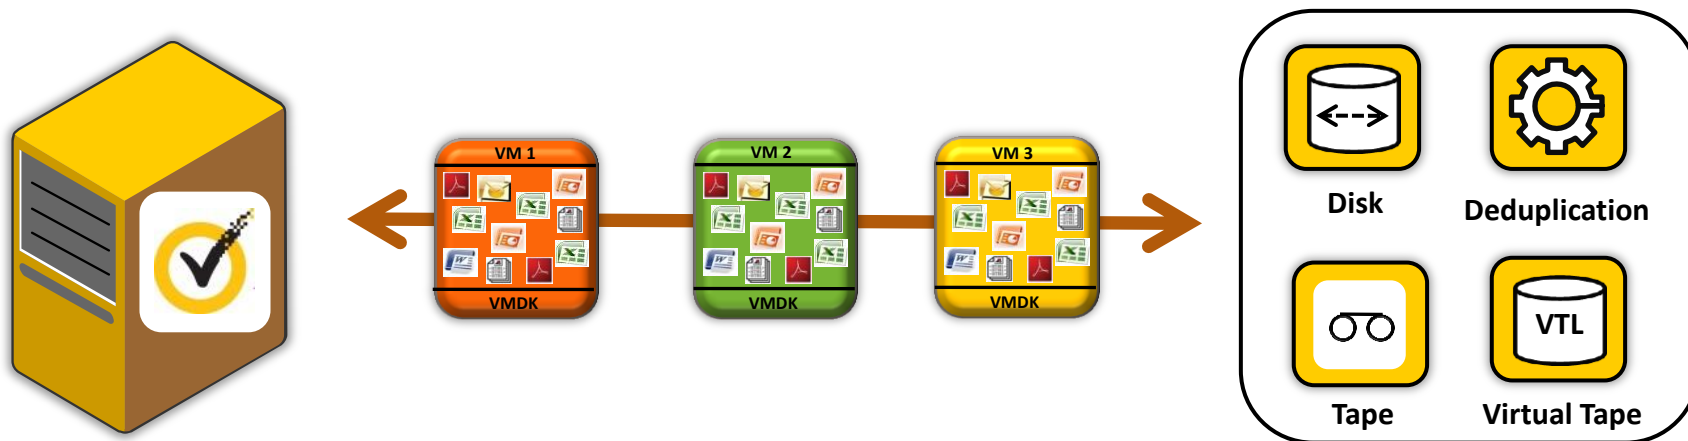 VM 1
VMDK
VM 2
VMDK
VM 3
VMDK
Disk
Deduplication
Tape
VTL
Virtual Tape